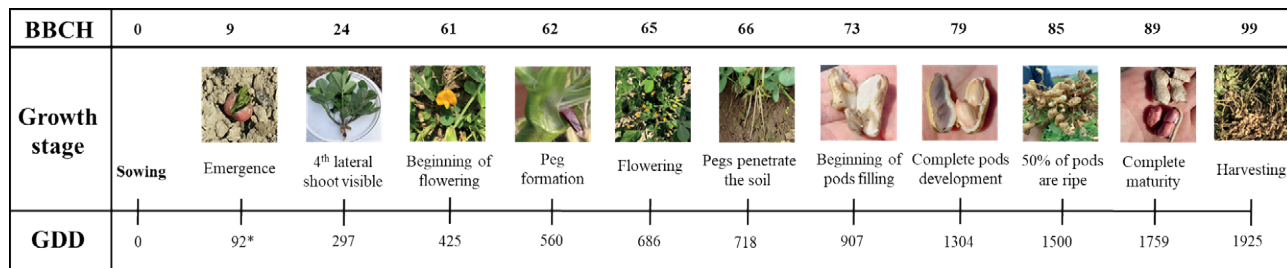 BBCH 0 9 24 61 62 65 66 73 79 85 89 99
Growth
stage
Sowing
Emergence
4th lateral
shoot visible
Beginning of
flowering
Peg
formation
Flowering
Pegs penetrate
the soil
Beginning of
pods filling
Complete pods
development
50% of pods
are ripe
Complete
maturity
Harvesting
GDD 0 92* 297 425 560 686 718 907 1304 1500 1759 1925